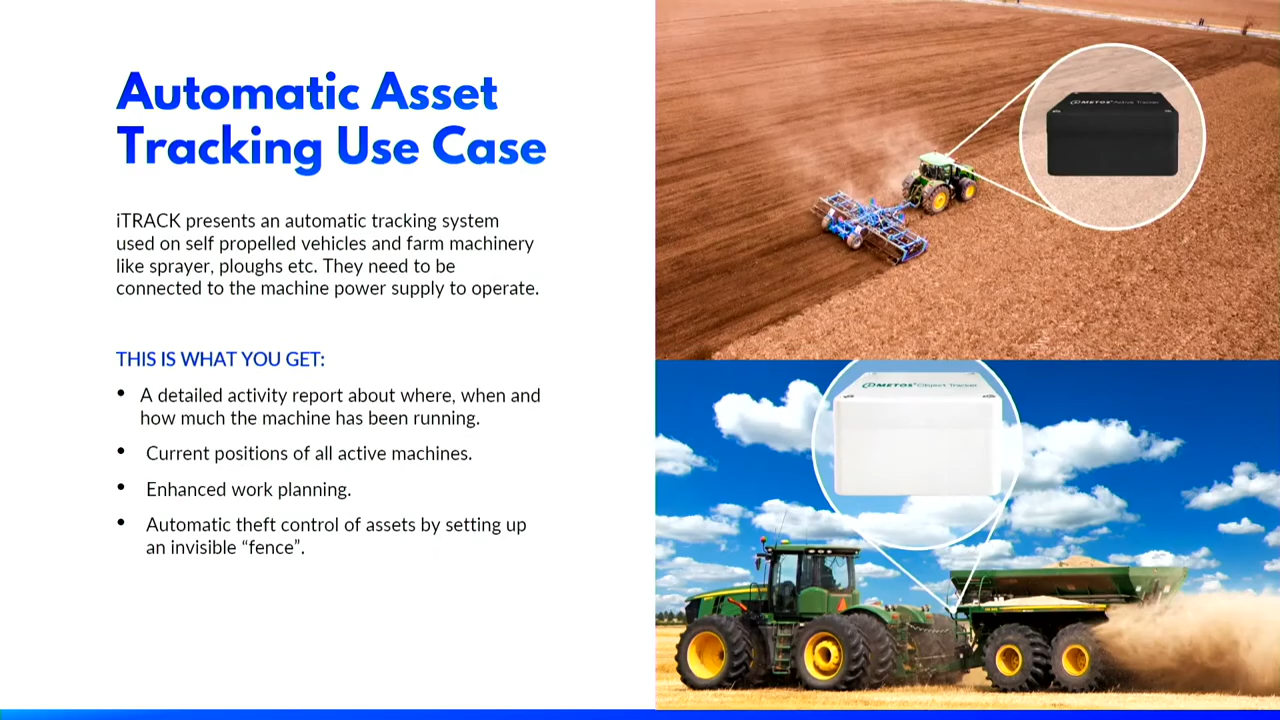 Automatic Asset
Tracking Use Case
iTRACK presents an automatic tracking system
used on self propelled vehicles and farm machinery
like sprayer, ploughs etc. They need to be
connected to the machine power supply to operate.
THIS IS WHAT YOU GET:
• A detailed activity report about where, when and
how much the machine has been running.
• Current positions of all active machines.
• Enhanced work planning.
• Automatic theft control of assets by setting up
an invisible “fence”.
METOS® Active Tracker
METOS® Object Tracker